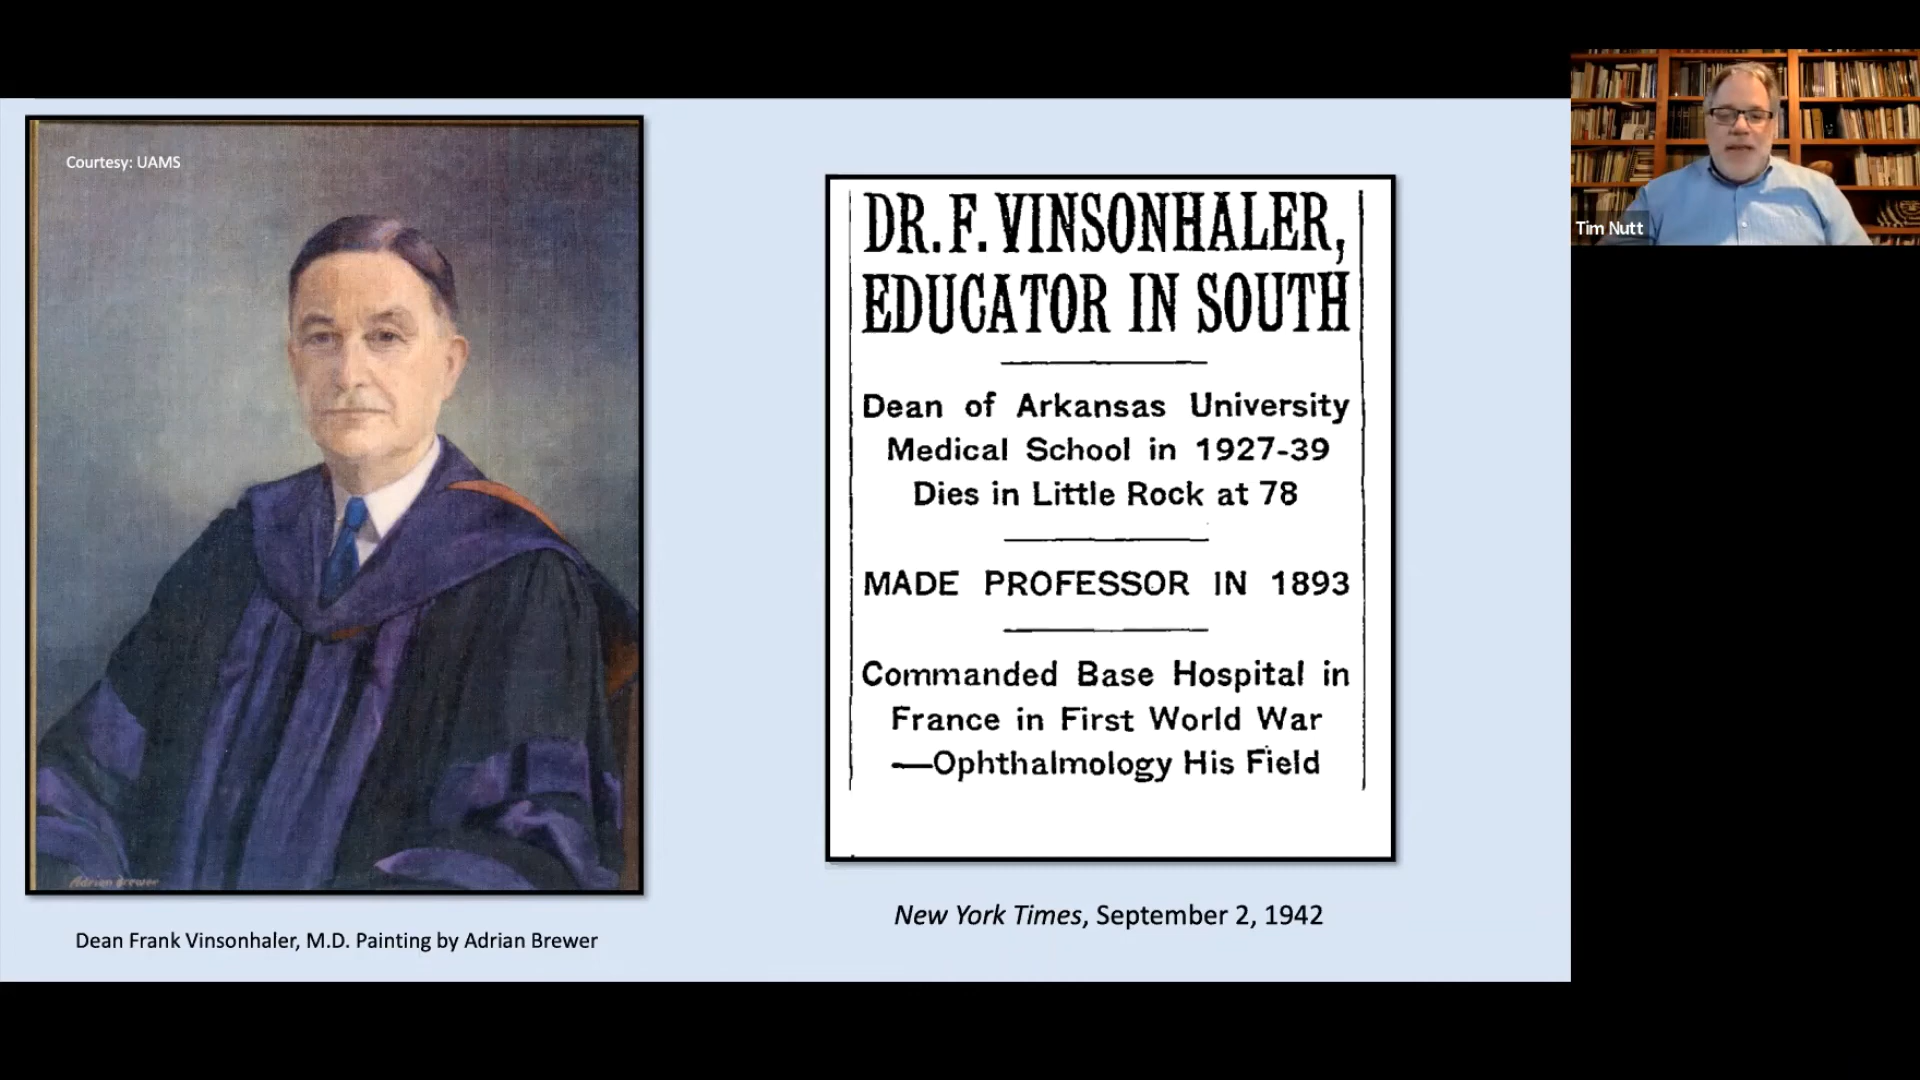 Courtesy: UAMS
Adrian Brewer
Dean Frank Vinsonhaler, M.D. Painting by Adrian Brewer
DR. F. VINSONHALER,
EDUCATOR IN SOUTH
Dean of Arkansas University
Medical School in 1927-39
Dies in Little Rock at 78
MADE PROFESSOR IN 1893
Commanded Base Hospital in
France in First World War
—Ophthalmology His Field
New York Times, September 2, 1942
Tim Nutt